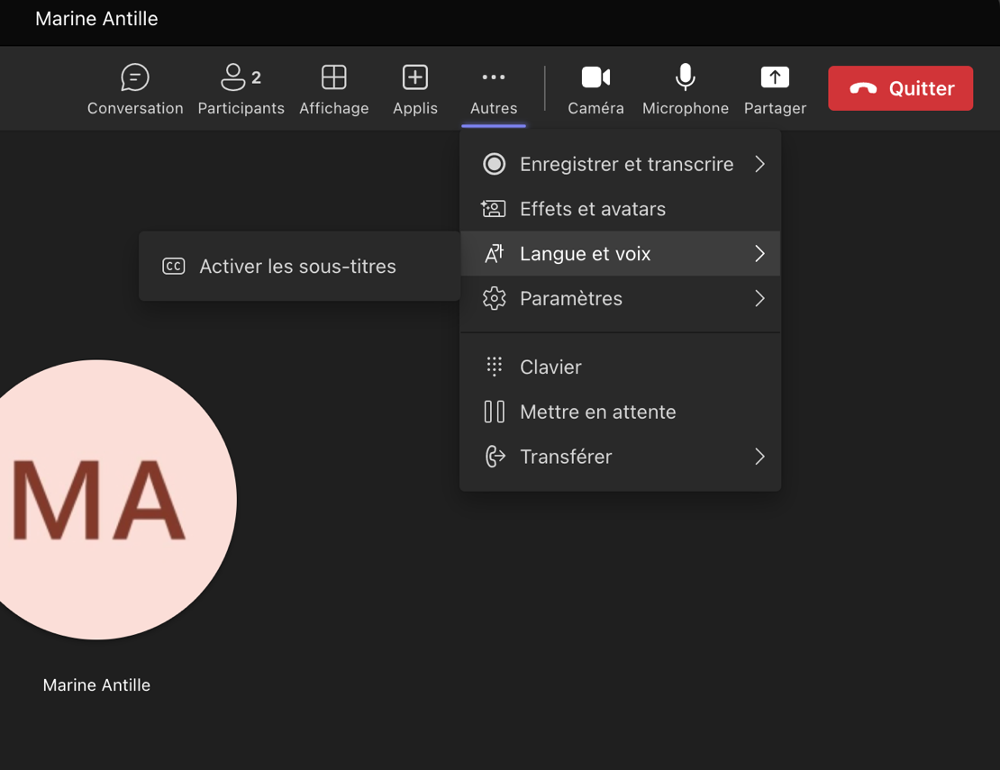 Marine Antille
Conversation
Participants 2
Affichage
Applis
Autres
Caméra
Microphone
Partager
Quitter
Enregistrer et transcrire
Effets et avatars
Langue et voix
CC Activer les sous-titres
Paramètres
Clavier
Mettre en attente
Transférer
MA
Marine Antille